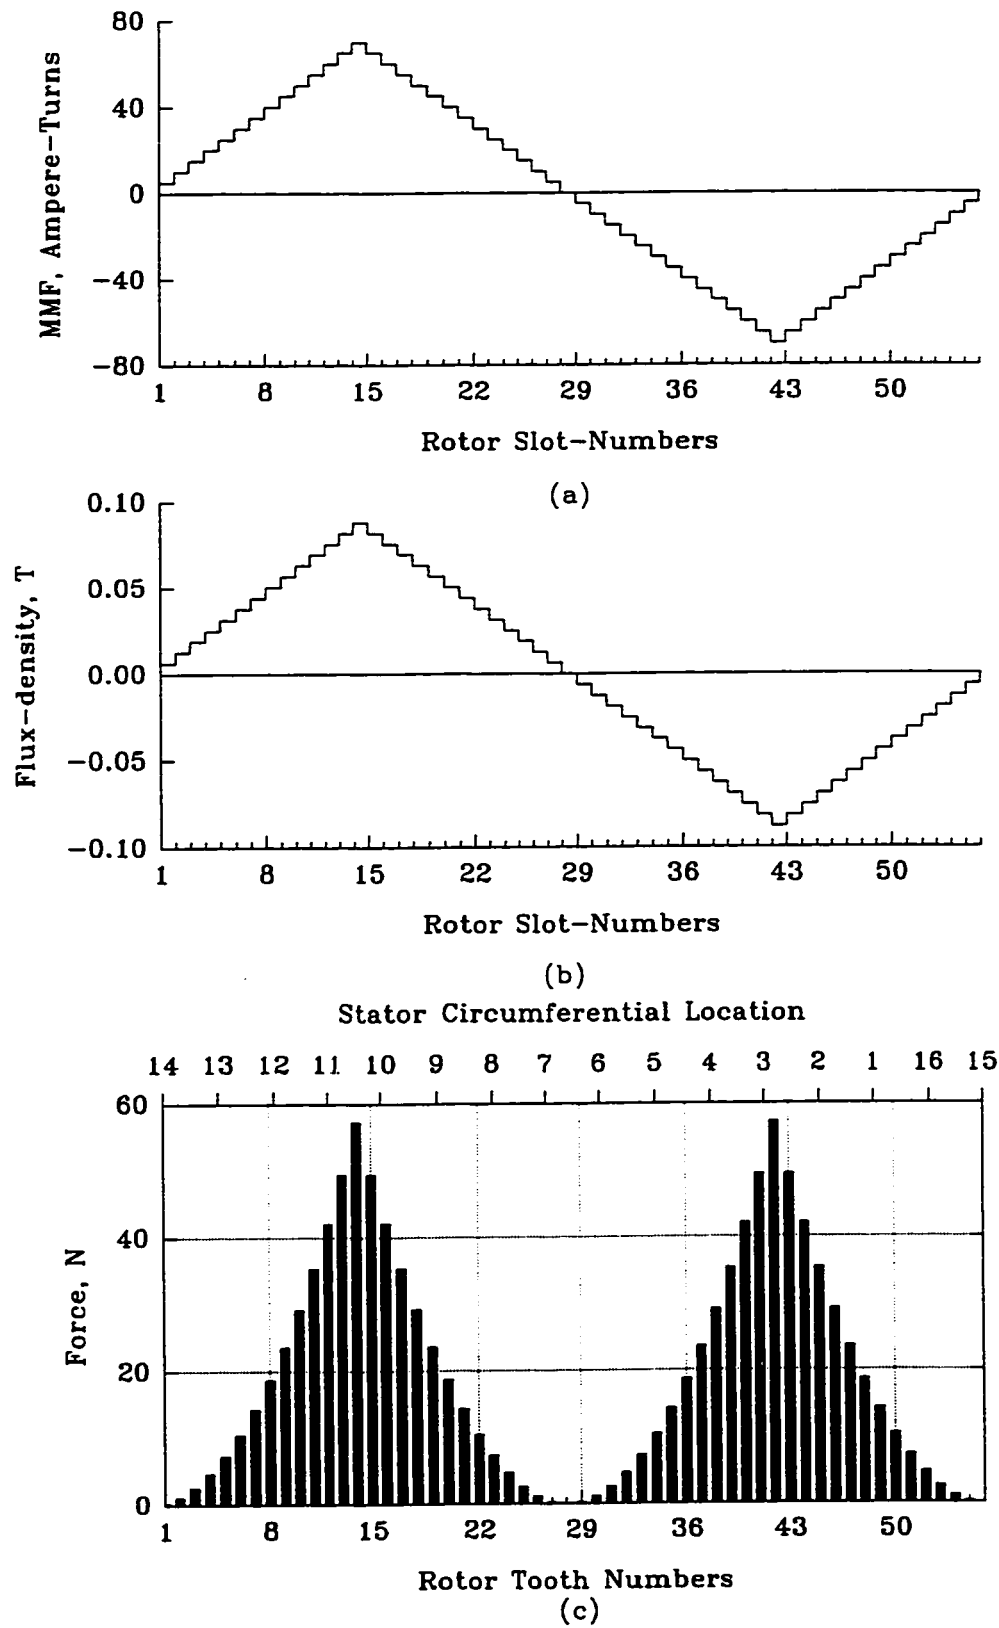 80
40
0
−40
−80
MMF, Ampere−Turns
1 8 15 22 29 36 43 50
Rotor Slot−Numbers
(a)
0.10
0.05
0.00
−0.05
−0.10
Flux−density, T
1 8 15 22 29 36 43 50
Rotor Slot−Numbers
(b)
Stator Circumferential Location
14 13 12 11 10 9 8 7 6 5 4 3 2 1 16 15
60
40
20
0
Force, N
1 8 15 22 29 36 43 50
Rotor Tooth Numbers
(c)